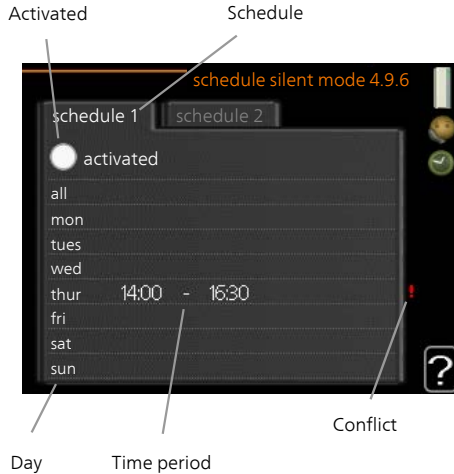 Activated
Schedule
schedule silent mode 4.9.6
schedule 1
schedule 2
activated
all
mon
tues
wed
thur 14:00 - 16:30
!
fri
sat
sun
?
Conflict
Day
Time period